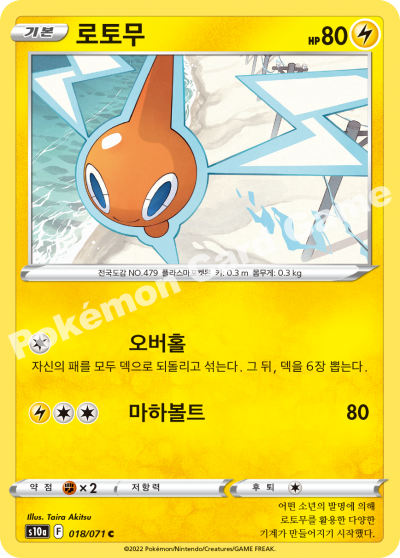 기본 로토무 HP 80
전국도감 NO.479 플라스마포켓몬 키: 0.3 m 몸무게: 0.3 kg
Pokémon Card Game
오버홀
자신의 패를 모두 덱으로 되돌리고 섞는다. 그 뒤, 덱을 6장 뽑는다.
마하볼트 80
약점 ×2 저항력 후퇴
Illus. Taira Akitsu
s10a F 018/071 C
어떤 소년의 발명에 의해
로토무를 활용한 다양한
기계가 만들어지기 시작했다.
©2022 Pokémon/Nintendo/Creatures/GAME FREAK.